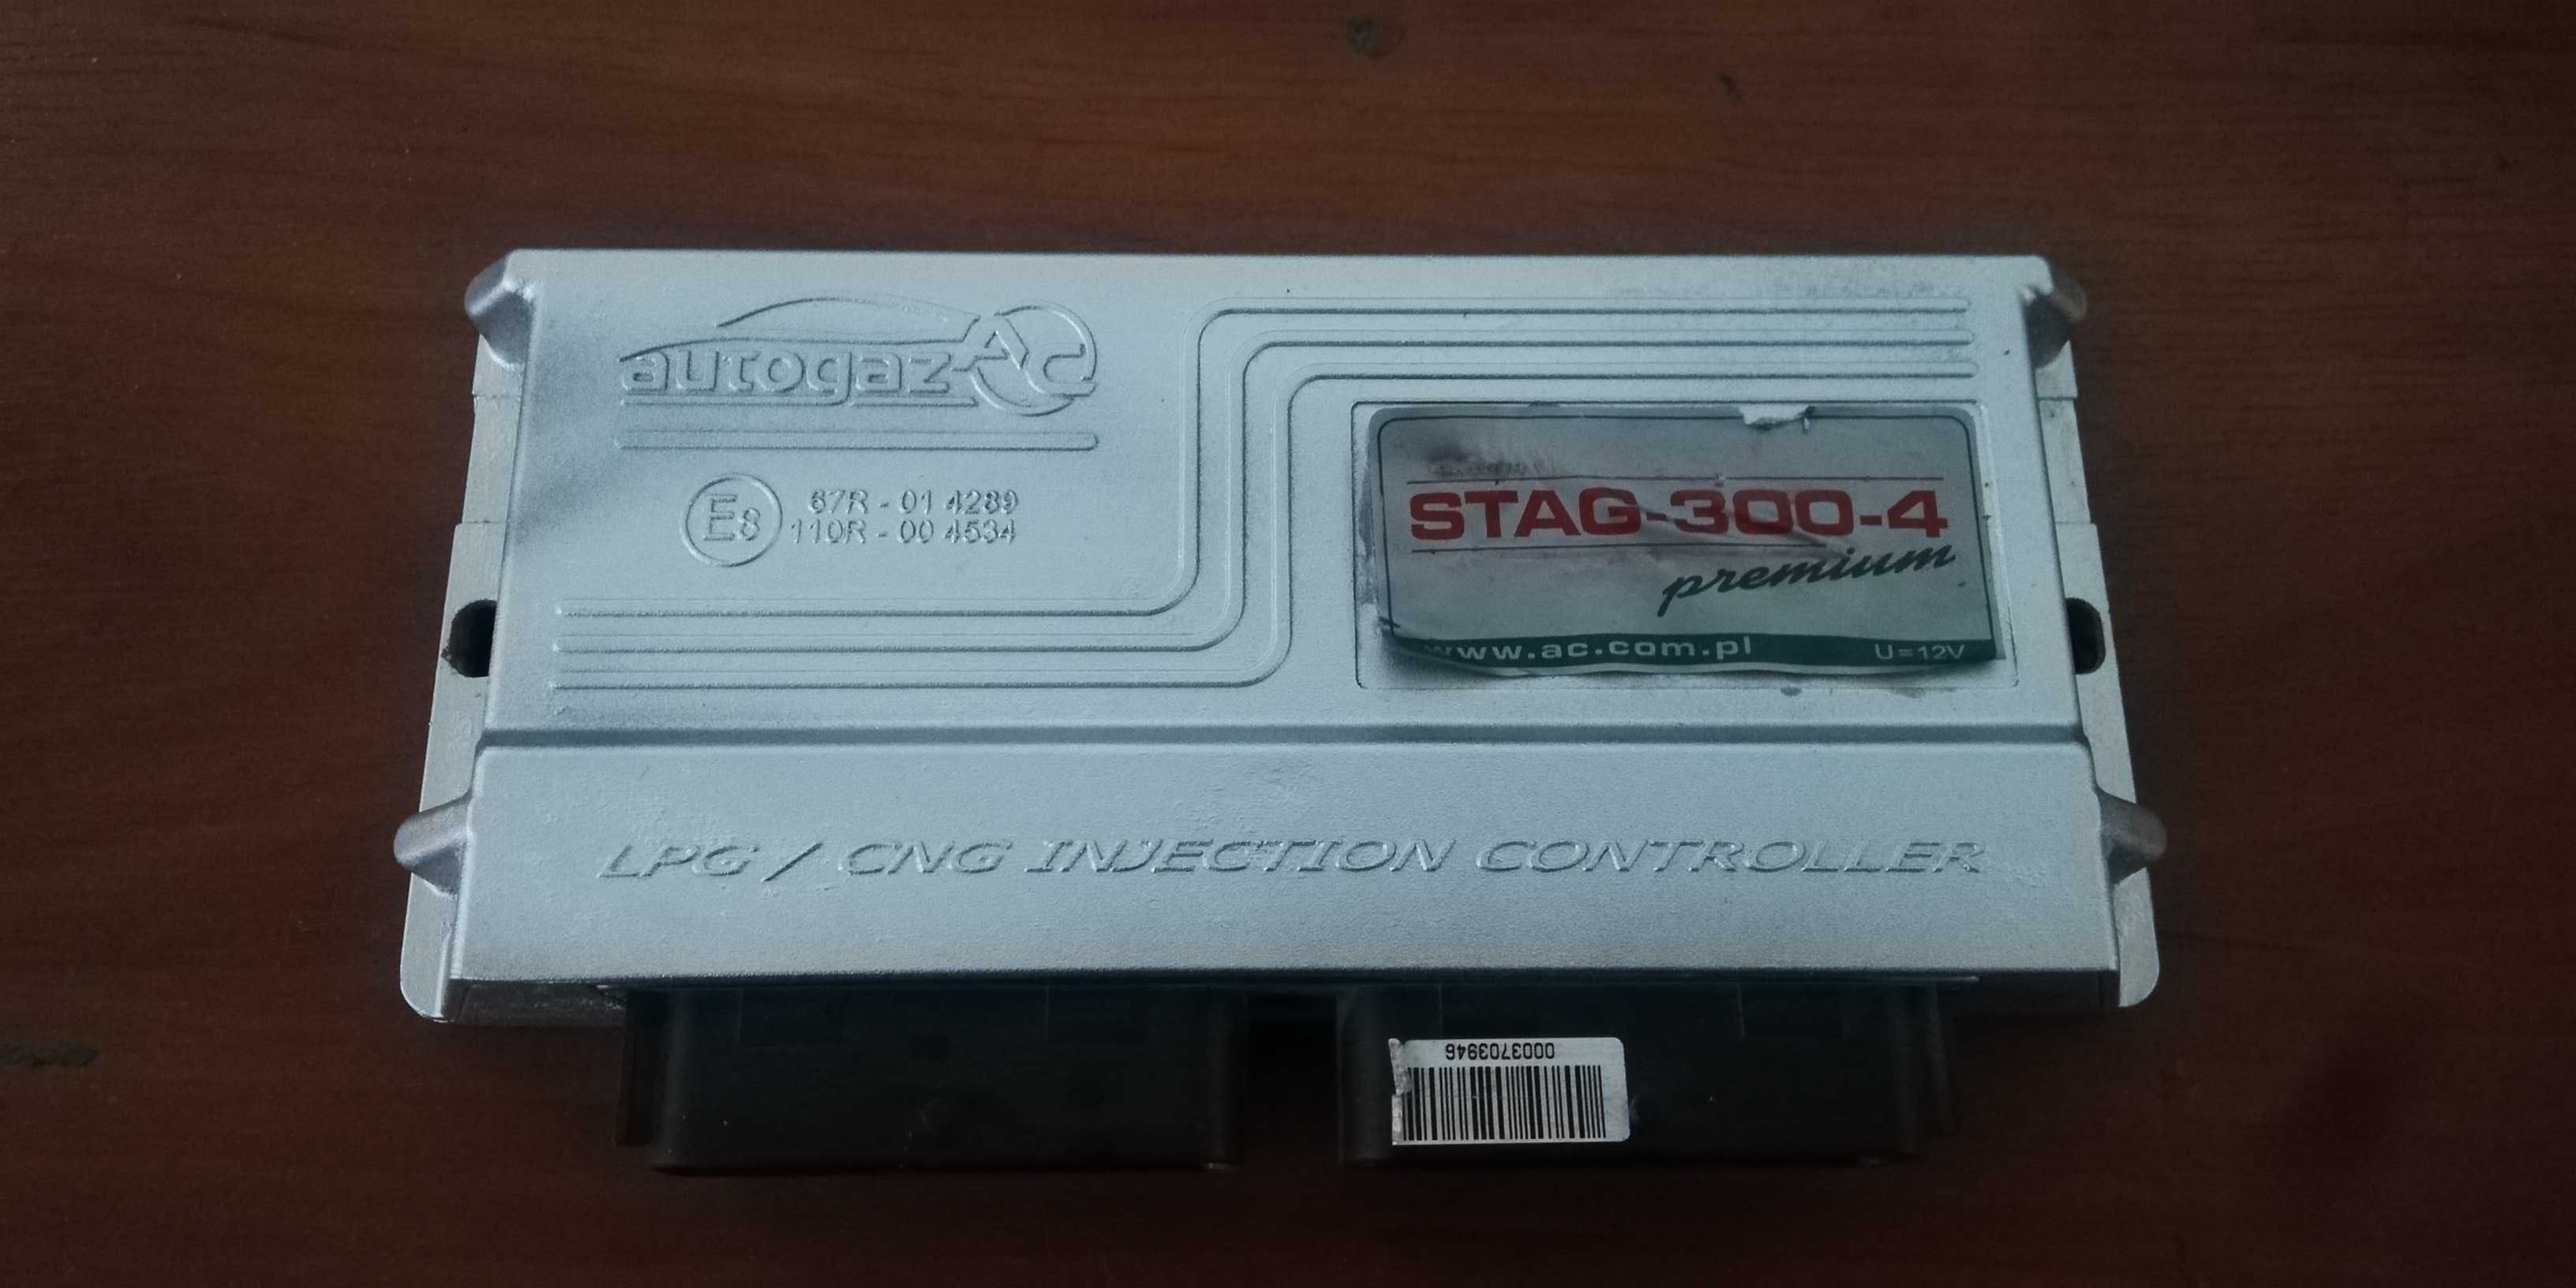 autogaz AC
E8
67R - 01 4289
110R - 00 4534
STAG-300-4
premium
www.ac.com.pl U=12V
LPG / CNG INJECTION CONTROLLER
0003703946